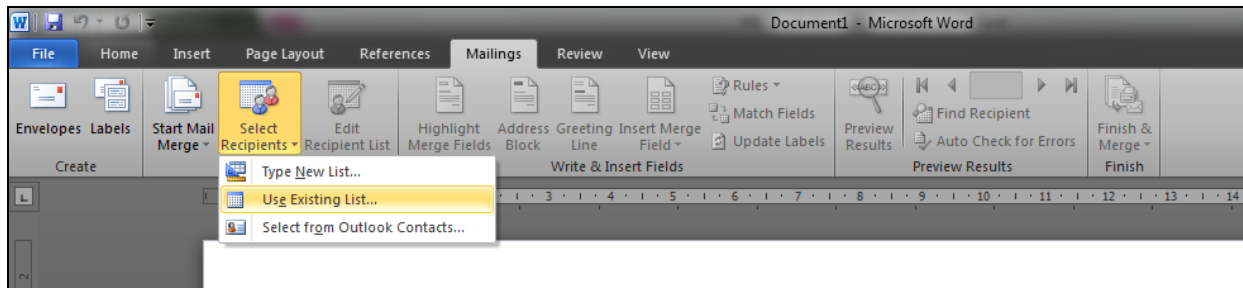 Document1 - Microsoft Word
File Home Insert Page Layout References Mailings Review View
Envelopes Labels
Create
Start Mail
Merge
Select
Recipients
Edit
Recipient List
Highlight
Merge Fields
Address
Block
Greeting
Line
Insert Merge
Field
Rules
Match Fields
Update Labels
Write & Insert Fields
«ABC»
Preview
Results
Find Recipient
Auto Check for Errors
Preview Results
Finish &
Merge
Finish
Type New List...
Use Existing List...
Select from Outlook Contacts...
3 4 5 6 7 8 9 10 11 12 13 14
2